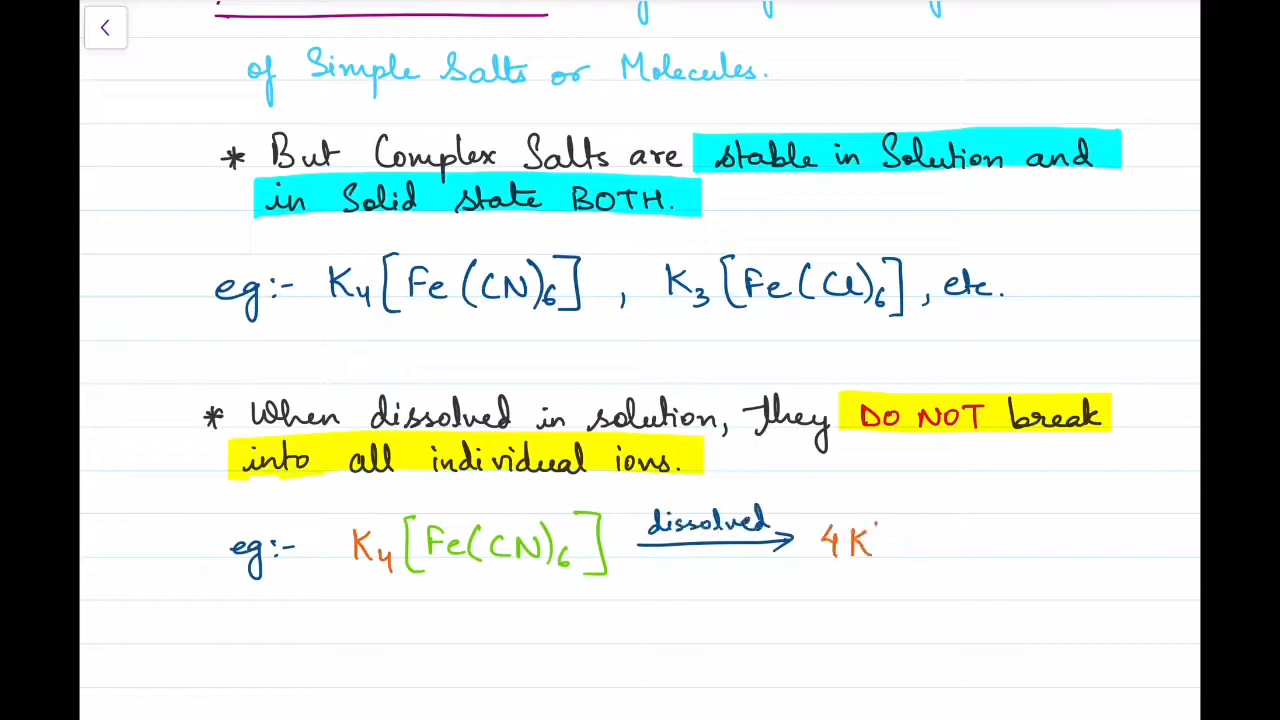 of Simple Salts or Molecules.
* But Complex Salts are stable in Solution and
in Solid state BOTH.
eg:- K₄[Fe(CN)₆], K₃[Fe(Cl)₆], etc.
* When dissolved in solution, they DO NOT break
into all individual ions.
eg:- K₄[Fe(CN)₆] dissolved → 4K